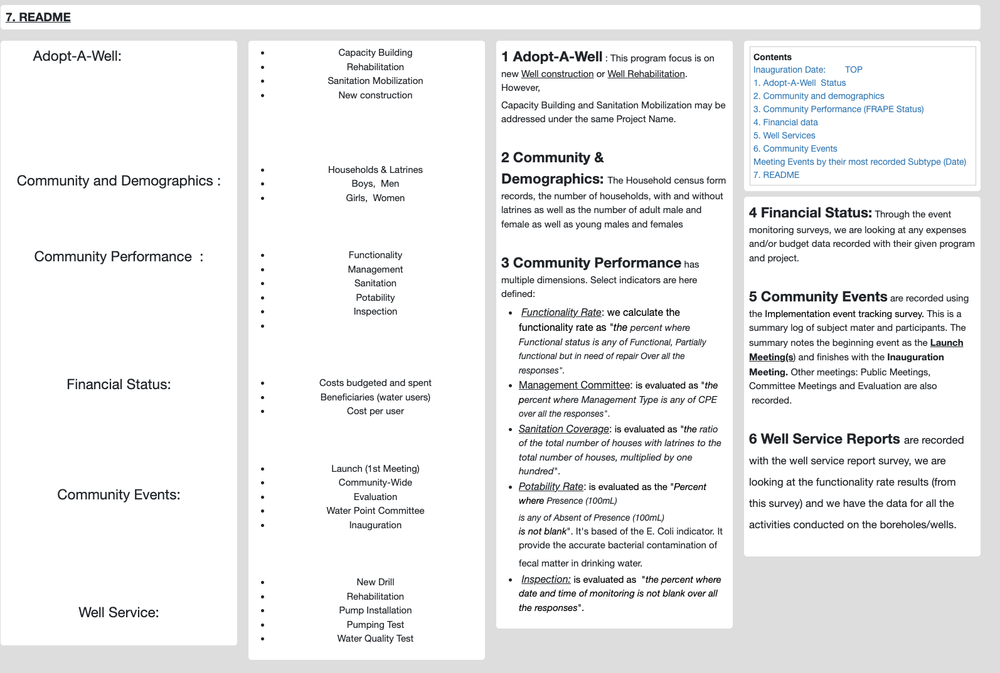 7. README
Adopt-A-Well:
Community and Demographics :
Community Performance  :
Financial Status:
Community Events:
Well Service:
• Capacity Building
• Rehabilitation
• Sanitation Mobilization
• New construction
• Households & Latrines
• Boys,  Men
• Girls,  Women
• Functionality
• Management
• Sanitation
• Potability
• Inspection
•
• Costs budgeted and spent
• Beneficiaries (water users)
• Cost per user
• Launch (1st Meeting)
• Community-Wide
• Evaluation
• Water Point Committee
• Inauguration
• New Drill
• Rehabilitation
• Pump Installation
• Pumping Test
• Water Quality Test
1 Adopt-A-Well : This program focus is on
new Well construction or Well Rehabilitation.
However,
Capacity Building and Sanitation Mobilization may be
addressed under the same Project Name.
2 Community &
Demographics: The Household census form
records, the number of households, with and without
latrines as well as the number of adult male and
female as well as young males and females
3 Community Performance has
multiple dimensions. Select indicators are here
defined:
• Functionality Rate: we calculate the
functionality rate as "the percent where
Functional status is any of Functional, Partially
functional but in need of repair Over all the
responses".
• Management Committee: is evaluated as "the
percent where Management Type is any of CPE
over all the responses".
• Sanitation Coverage: is evaluated as "the ratio
of the total number of houses with latrines to the
total number of houses, multiplied by one
hundred".
• Potability Rate: is evaluated as the "Percent
where Presence (100mL)
is any of Absent of Presence (100mL)
is not blank". It's based of the E. Coli indicator. It
provide the accurate bacterial contamination of
fecal matter in drinking water.
• Inspection: is evaluated as  "the percent where
date and time of monitoring is not blank over all
the responses".
Contents
Inauguration Date:        TOP
1. Adopt-A-Well  Status
2. Community and demographics
3. Community Performance (FRAPE Status)
4. Financial data
5. Well Services
6. Community Events
Meeting Events by their most recorded Subtype (Date)
7. README
4 Financial Status: Through the event
monitoring surveys, we are looking at any expenses
and/or budget data recorded with their given program
and project.
5 Community Events are recorded using
the Implementation event tracking survey. This is a
summary log of subject mater and participants. The
summary notes the beginning event as the Launch
Meeting(s) and finishes with the Inauguration
Meeting. Other meetings: Public Meetings,
Committee Meetings and Evaluation are also
recorded.
6 Well Service Reports are recorded
with the well service report survey, we are
looking at the functionality rate results (from
this survey) and we have the data for all the
activities conducted on the boreholes/wells.